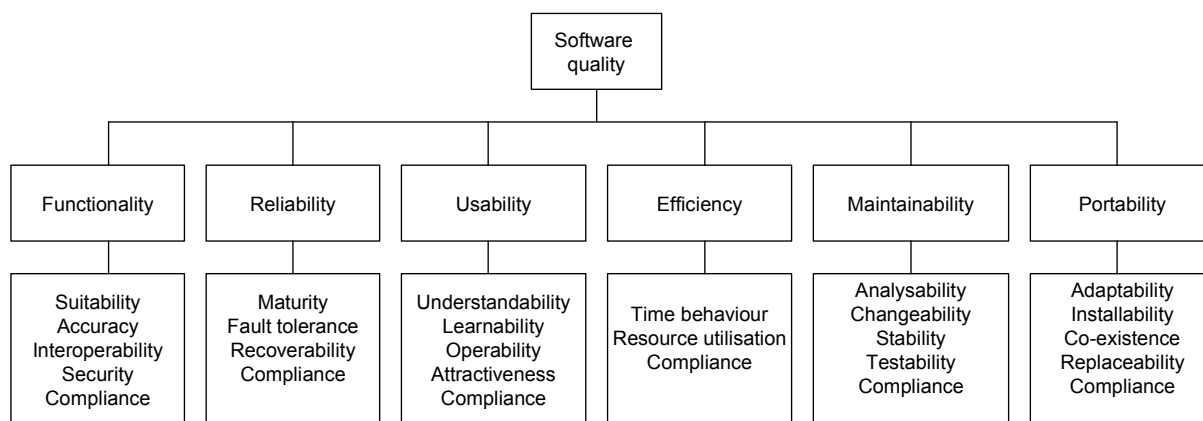 Software
quality
Functionality
Reliability
Usability
Efficiency
Maintainability
Portability
Suitability
Accuracy
Interoperability
Security
Compliance
Maturity
Fault tolerance
Recoverability
Compliance
Understandability
Learnability
Operability
Attractiveness
Compliance
Time behaviour
Resource utilisation
Compliance
Analysability
Changeability
Stability
Testability
Compliance
Adaptability
Installability
Co-existence
Replaceability
Compliance